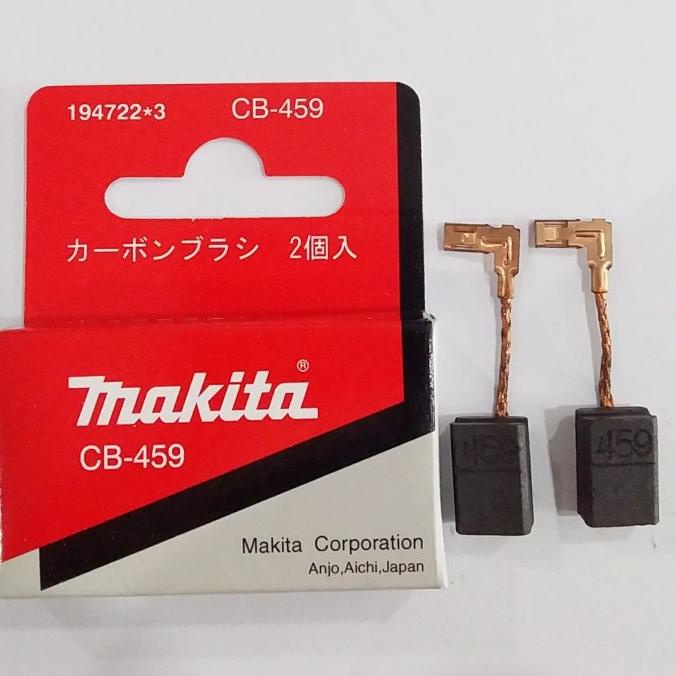 194722*3 CB-459
カーボンブラシ 2個入
makita®
CB-459
Makita Corporation
Anjo,Aichi,Japan
459
459